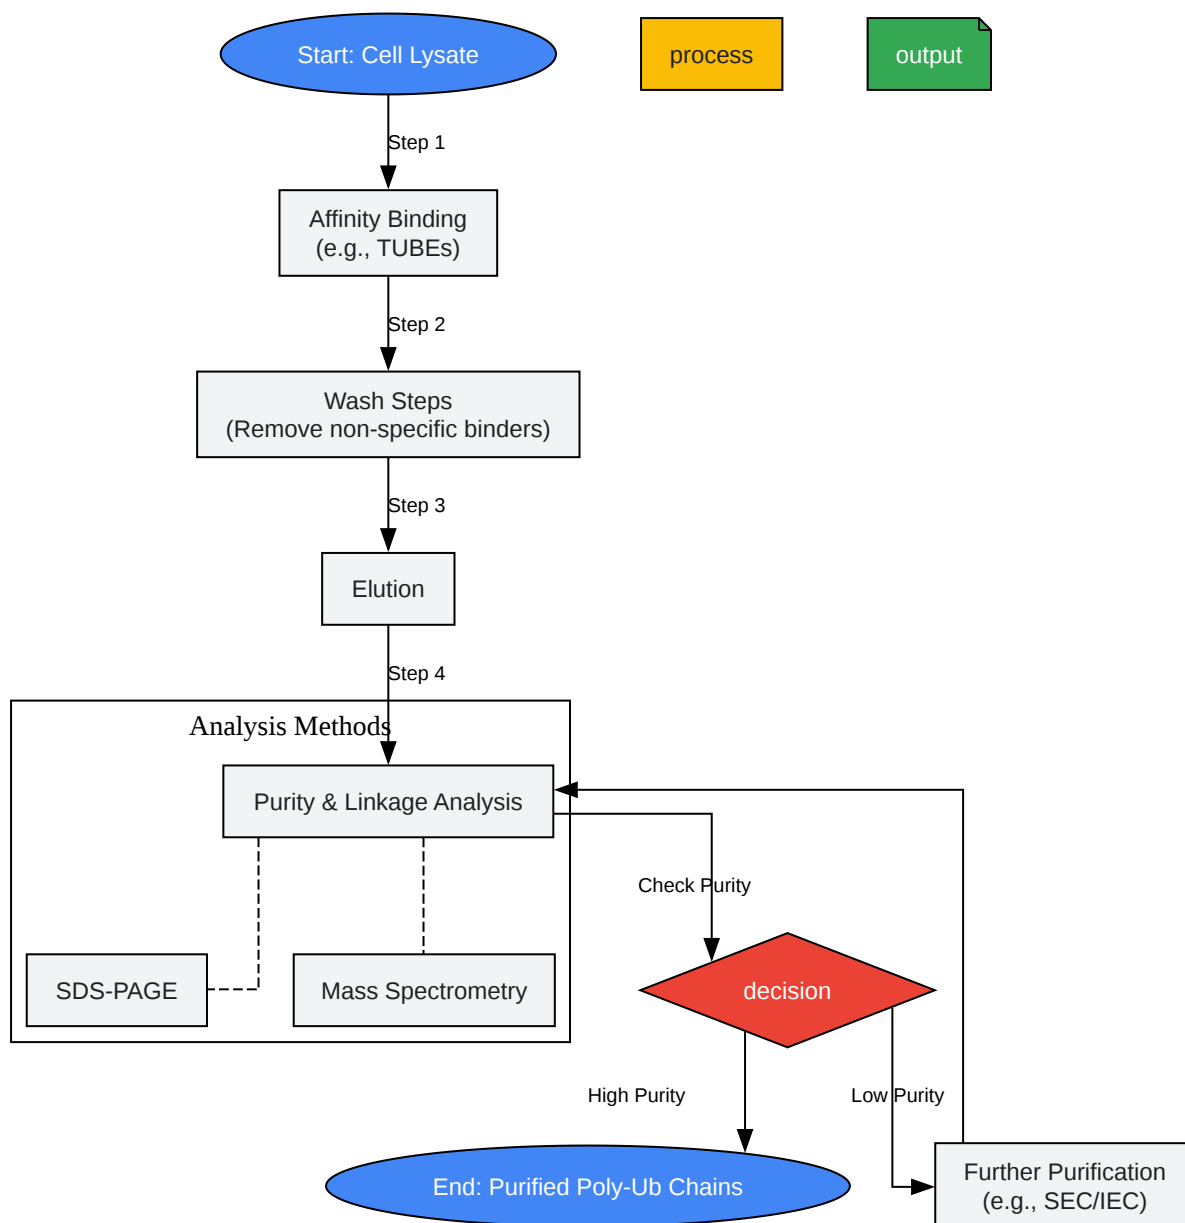 Start: Cell Lysate
process
output
Step 1
Affinity Binding
(e.g., TUBEs)
Step 2
Wash Steps
(Remove non-specific binders)
Step 3
Elution
Step 4
Analysis Methods
Purity & Linkage Analysis
Check Purity
SDS-PAGE
Mass Spectrometry
decision
High Purity
Low Purity
End: Purified Poly-Ub Chains
Further Purification
(e.g., SEC/IEC)